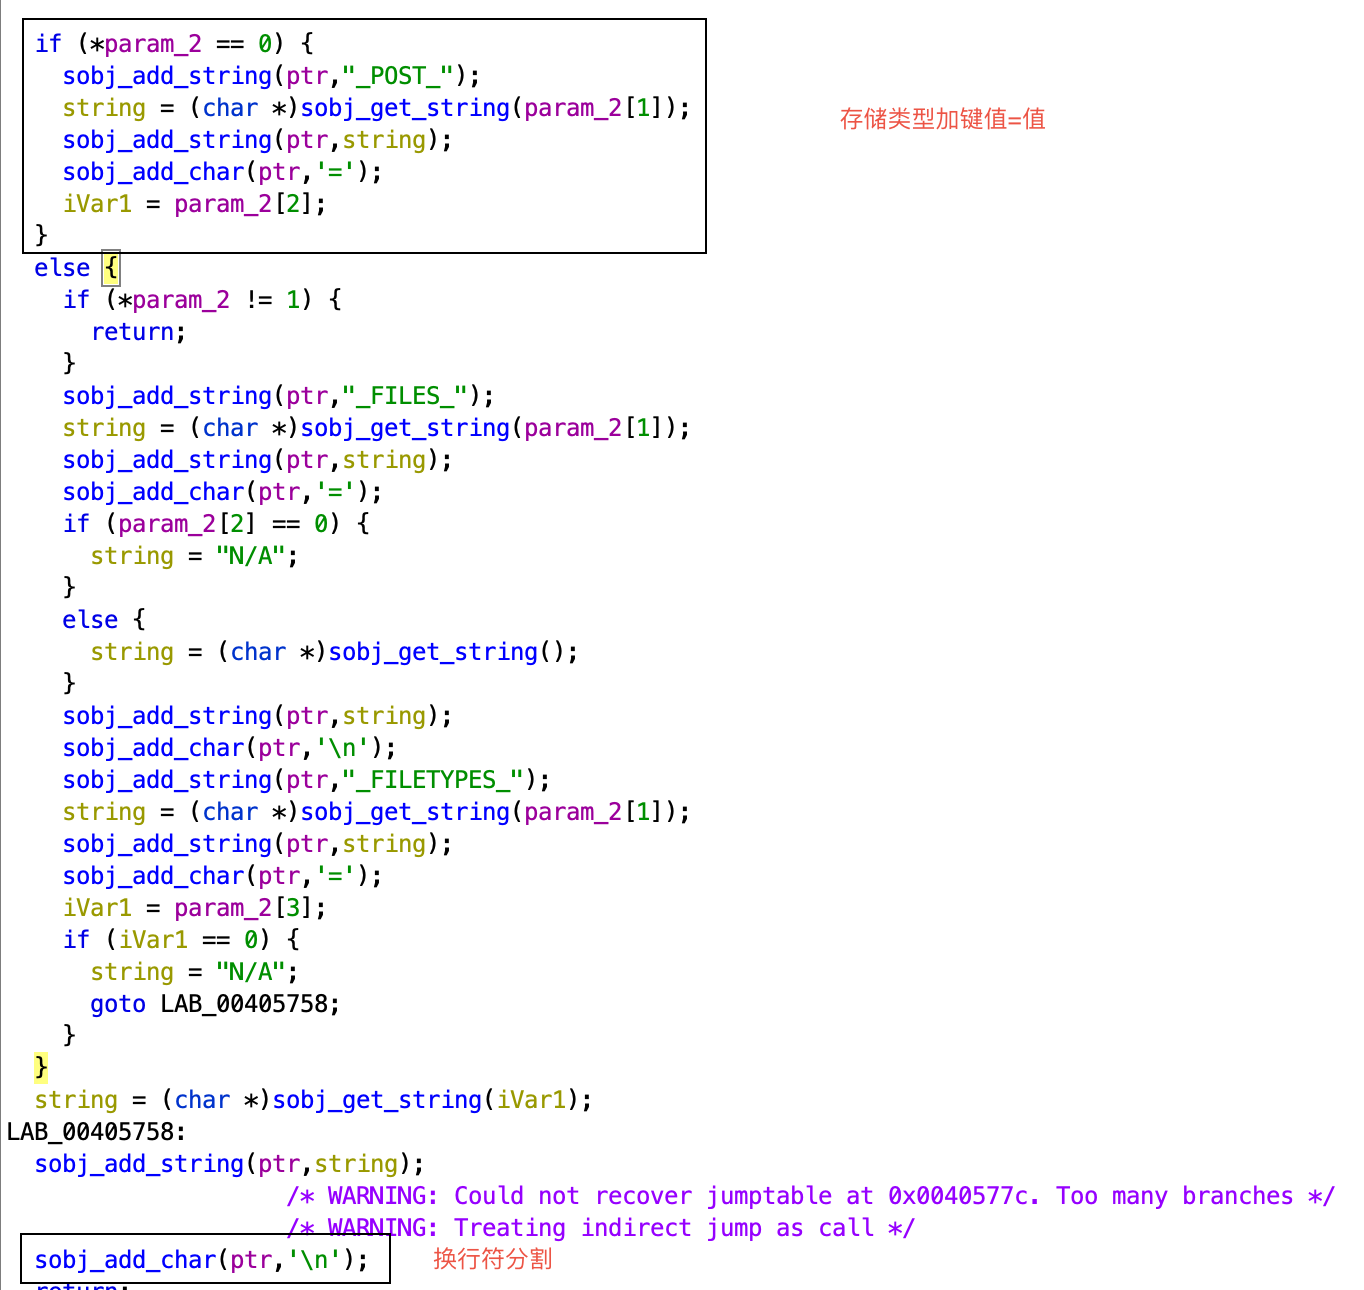 if (*param_2 == 0) {
sobj_add_string(ptr,"_POST_");
string = (char *)sobj_get_string(param_2[1]);
存储类型加键值=值
sobj_add_string(ptr,string);
sobj_add_char(ptr,'=');
iVar1 = param_2[2];
}
else {
if (*param_2 != 1) {
return;
}
sobj_add_string(ptr,"_FILES_");
string = (char *)sobj_get_string(param_2[1]);
sobj_add_string(ptr,string);
sobj_add_char(ptr,'=');
if (param_2[2] == 0) {
string = "N/A";
}
else {
string = (char *)sobj_get_string();
}
sobj_add_string(ptr,string);
sobj_add_char(ptr,'\n');
sobj_add_string(ptr,"_FILETYPES_");
string = (char *)sobj_get_string(param_2[1]);
sobj_add_string(ptr,string);
sobj_add_char(ptr,'=');
iVar1 = param_2[3];
if (iVar1 == 0) {
string = "N/A";
goto LAB_00405758;
}
}
string = (char *)sobj_get_string(iVar1);
LAB_00405758:
sobj_add_string(ptr,string);
/* WARNING: Could not recover jumptable at 0x0040577c. Too many branches */
/* WARNING: Treating indirect jump as call */
sobj_add_char(ptr,'\n'); 换行符分割
return;